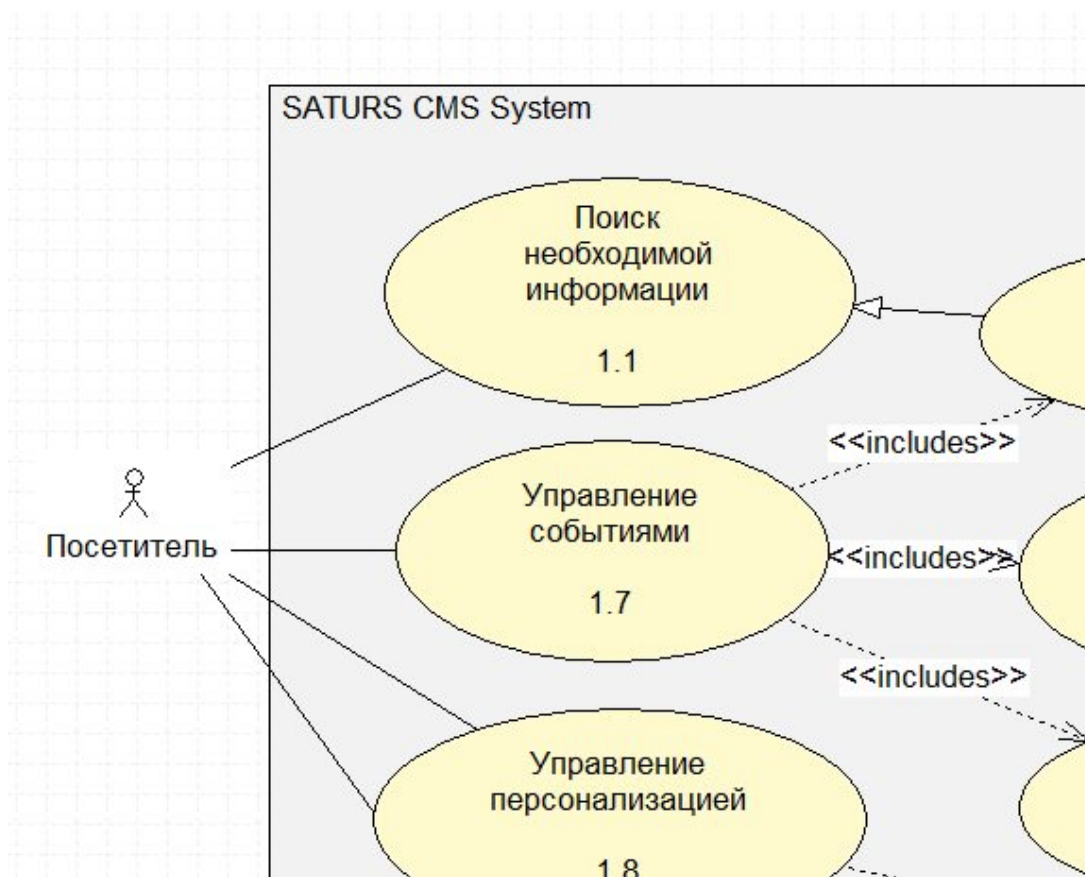 SATURS CMS System
Поиск
необходимой
информации
1.1
<<includes>>
Управление
событиями
Посетитель
<<includes>>
1.7
<<includes>>
Управление
персонализацией
1.8